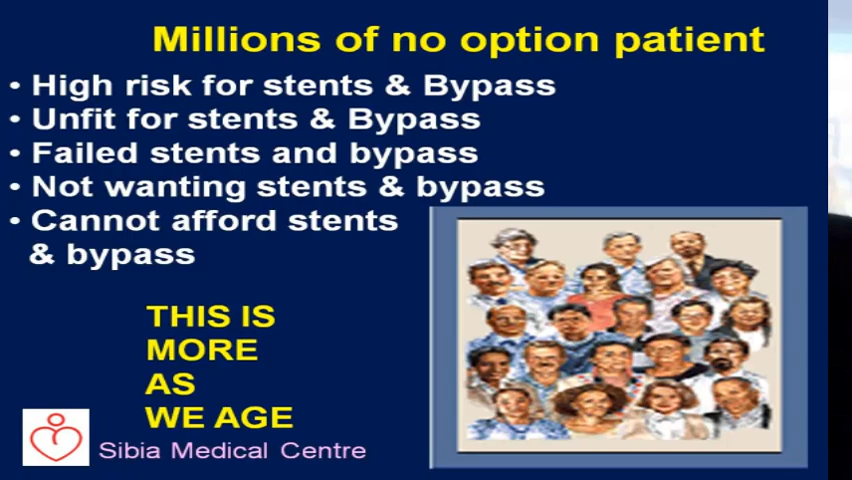 Millions of no option patient
• High risk for stents & Bypass
• Unfit for stents & Bypass
• Failed stents and bypass
• Not wanting stents & bypass
• Cannot afford stents
& bypass
THIS IS
MORE
AS
WE AGE
Sibia Medical Centre